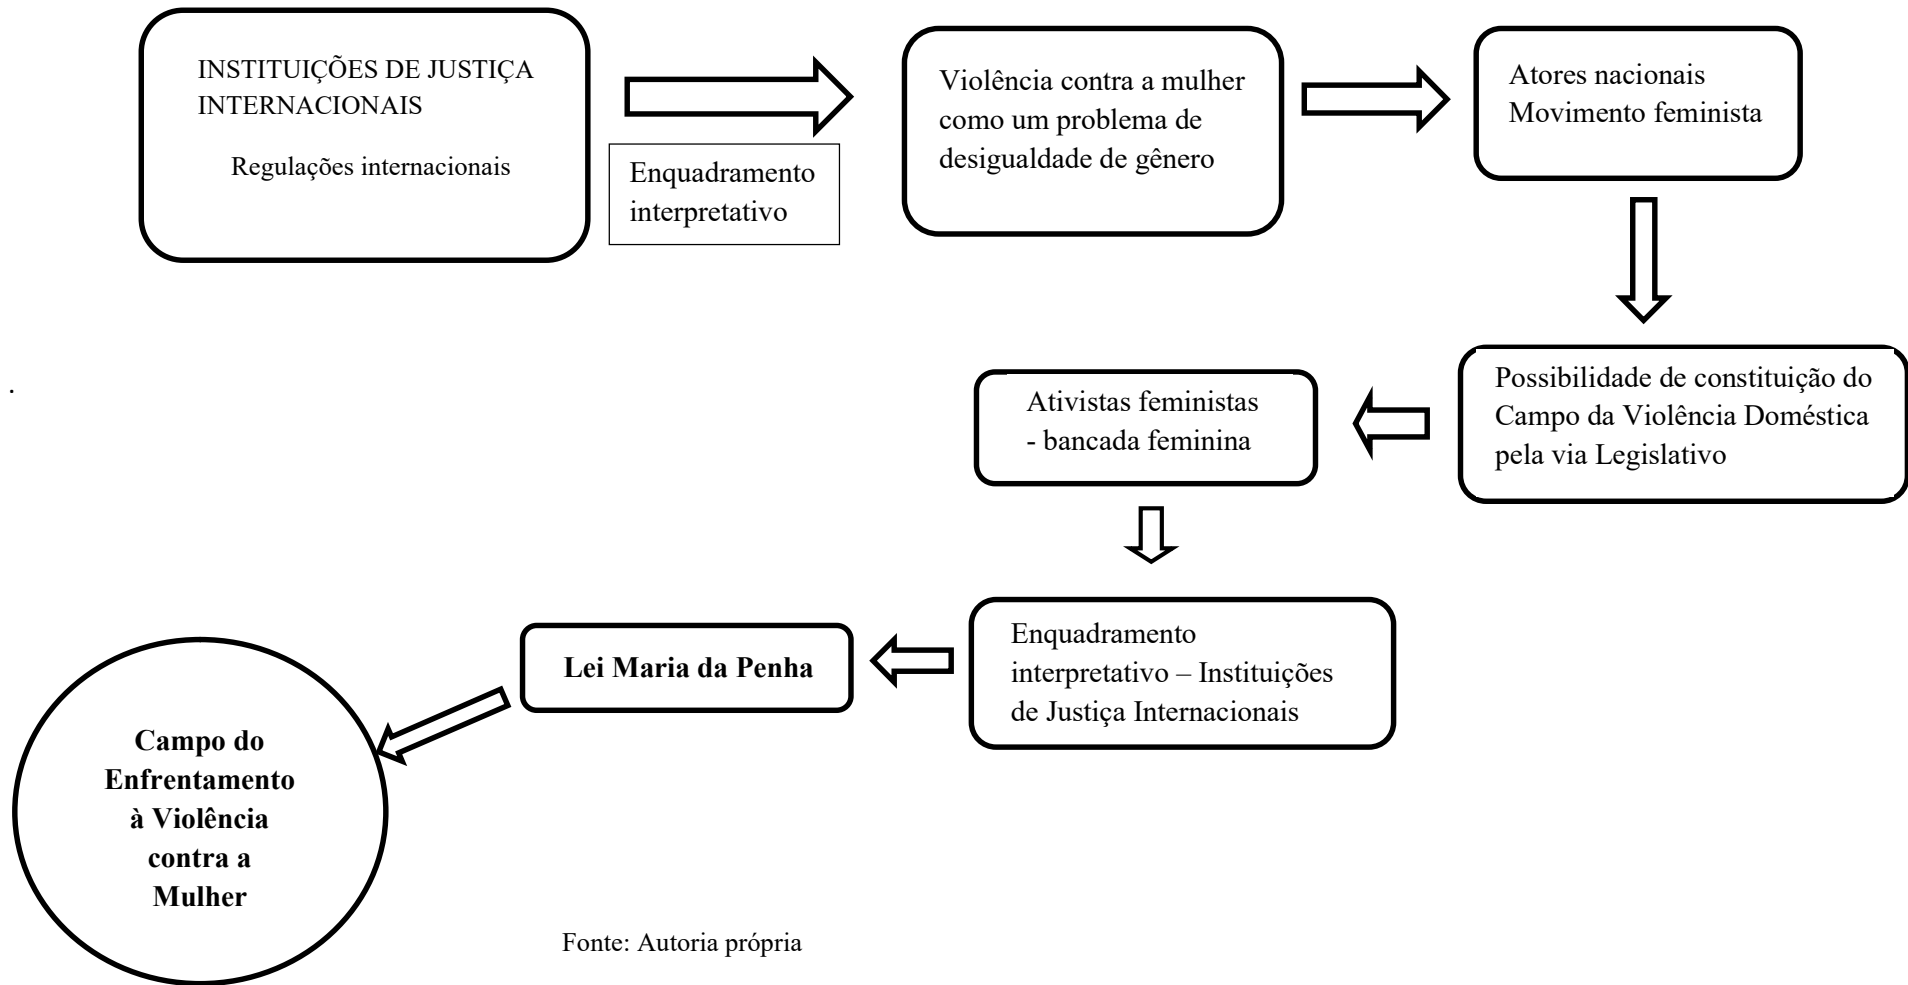 INSTITUIÇÕES DE JUSTIÇA
INTERNACIONAIS
Regulações internacionais
Enquadramento
interpretativo
Violência contra a mulher
como um problema de
desigualdade de gênero
Atores nacionais
Movimento feminista
Possibilidade de constituição do
Campo da Violência Doméstica
pela via Legislativo
Ativistas feministas
- bancada feminina
.
Enquadramento
interpretativo – Instituições
de Justiça Internacionais
Lei Maria da Penha
Campo do
Enfrentamento
à Violência
contra a
Mulher
Fonte: Autoria própria